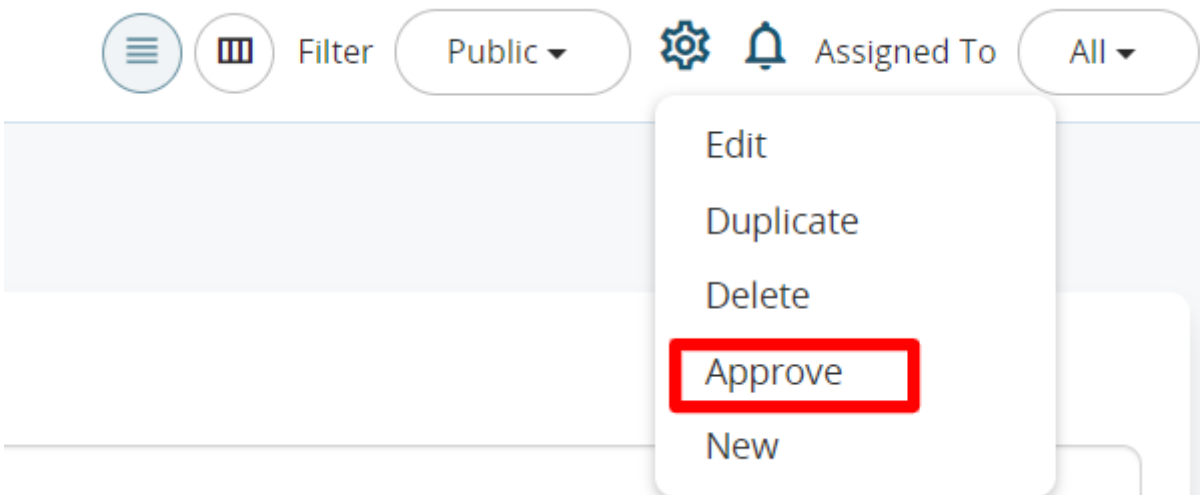 Filter Public Assigned To All
Edit
Duplicate
Delete
Approve
New